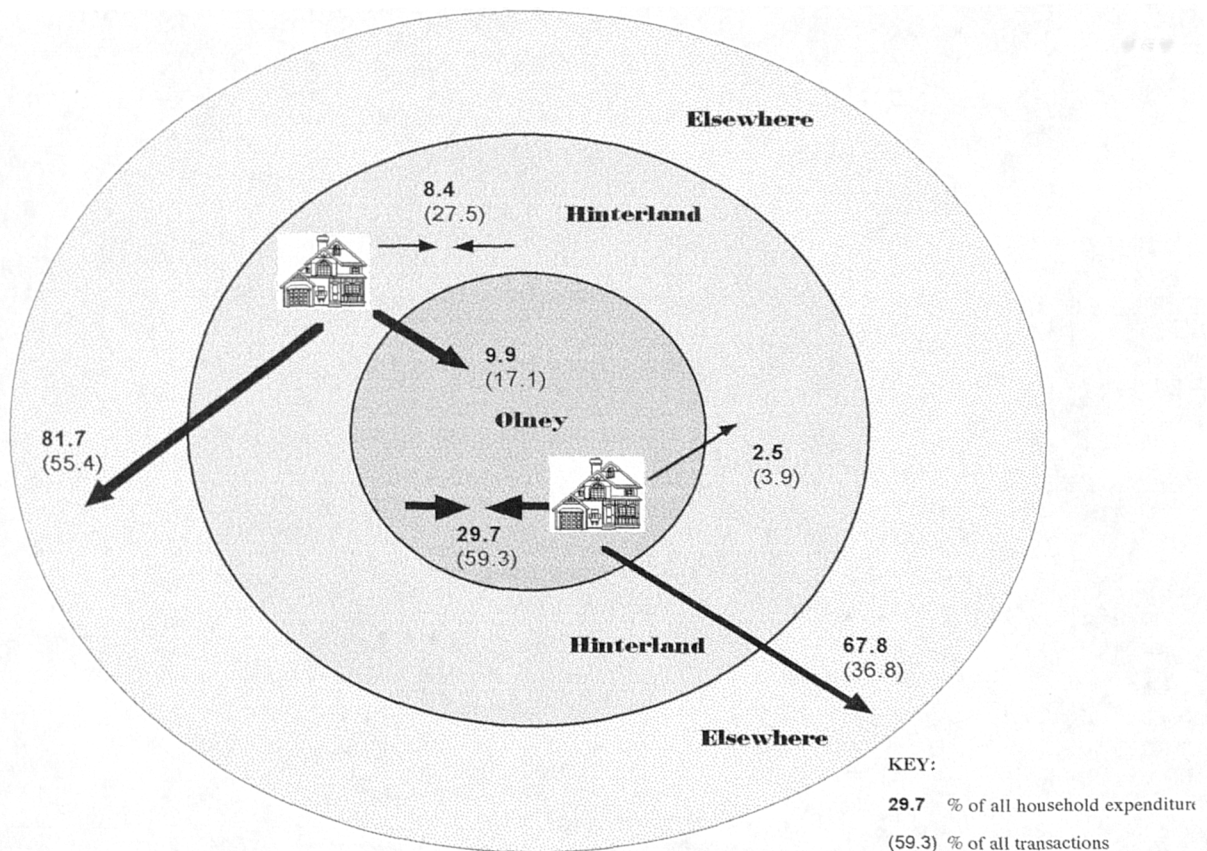 Elsewhere
8.4
(27.5)
Hinterland
9.9
(17.1)
Olney
81.7
(55.4)
2.5
(3.9)
29.7
(59.3)
Hinterland
67.8
(36.8)
Elsewhere
KEY:
29.7 % of all household expenditure
(59.3) % of all transactions